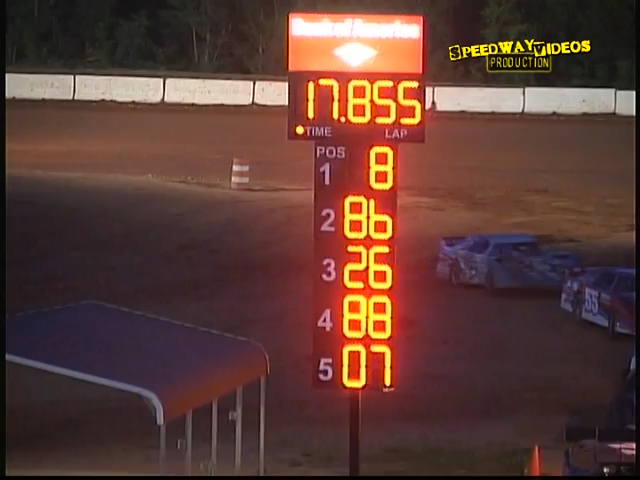 Bank of America
SPEEDWAY VIDEOS
PRODUCTION
17.855
TIME LAP
POS
1 8
2 86
3 26
4 88
5 07
55